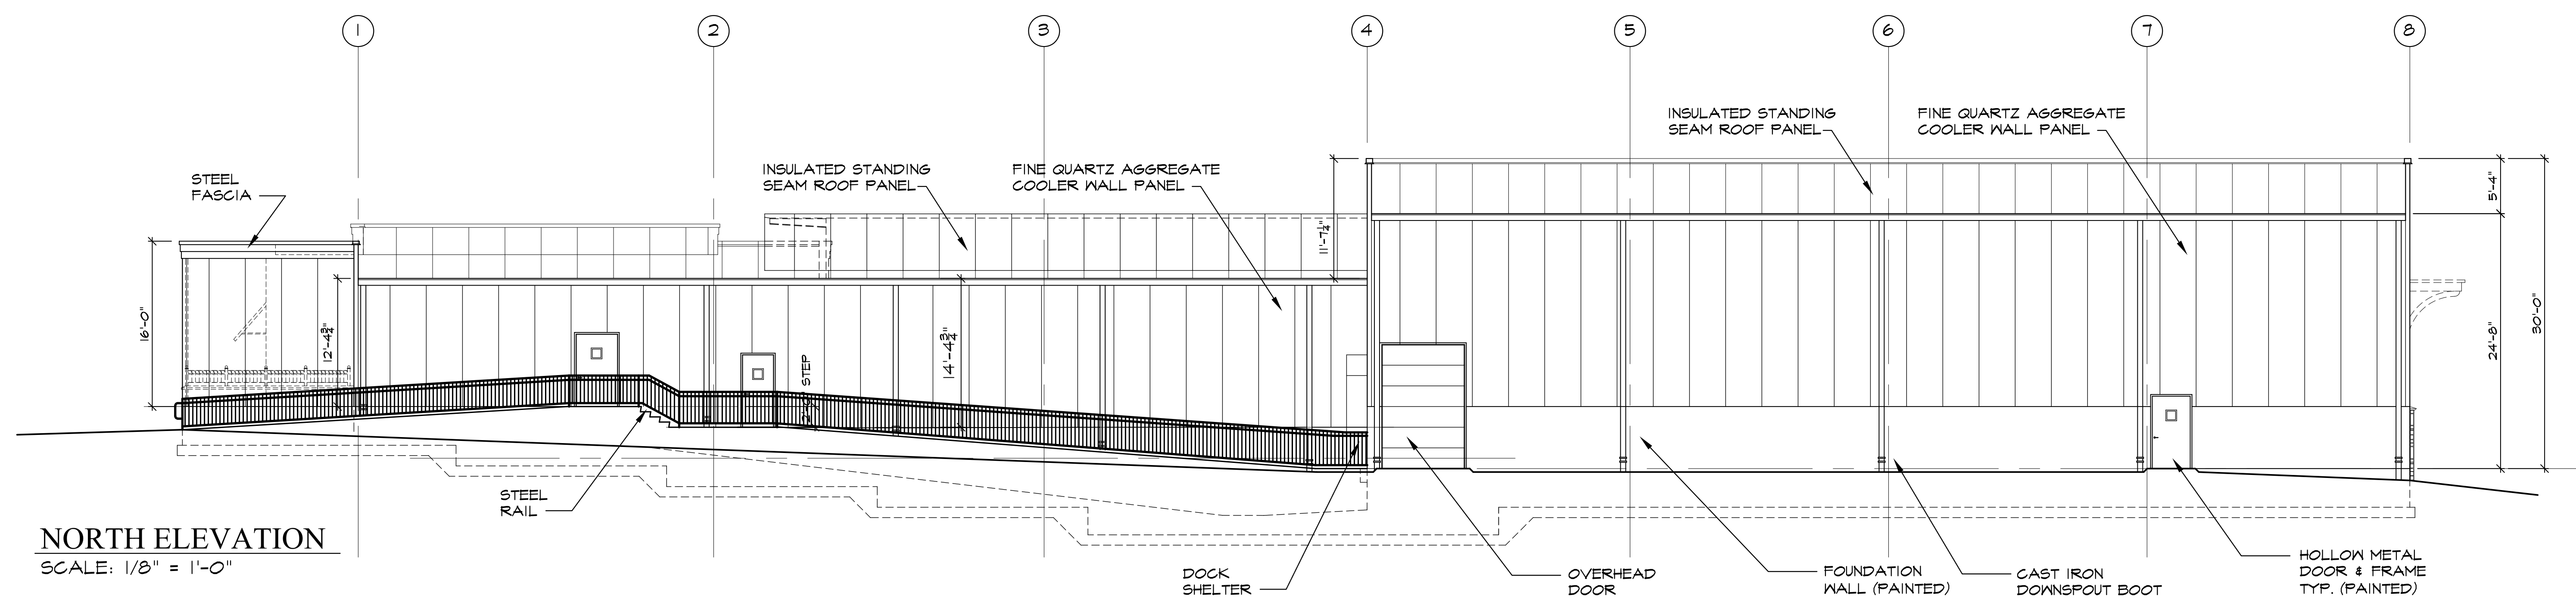 1 2 3 4 5 6 7 8
INSULATED STANDING
SEAM ROOF PANEL
FINE QUARTZ AGGREGATE
COOLER WALL PANEL
STEEL
FASCIA
INSULATED STANDING
SEAM ROOF PANEL
FINE QUARTZ AGGREGATE
COOLER WALL PANEL
5'-4"
11'-7¼"
16'-0"
12'-4¾"
14'-4¾"
STEP
24'-8"
30'-0"
STEEL
RAIL
NORTH ELEVATION
SCALE: 1/8" = 1'-0"
DOCK
SHELTER
OVERHEAD
DOOR
FOUNDATION
WALL (PAINTED)
CAST IRON
DOWNSPOUT BOOT
HOLLOW METAL
DOOR & FRAME
TYP. (PAINTED)